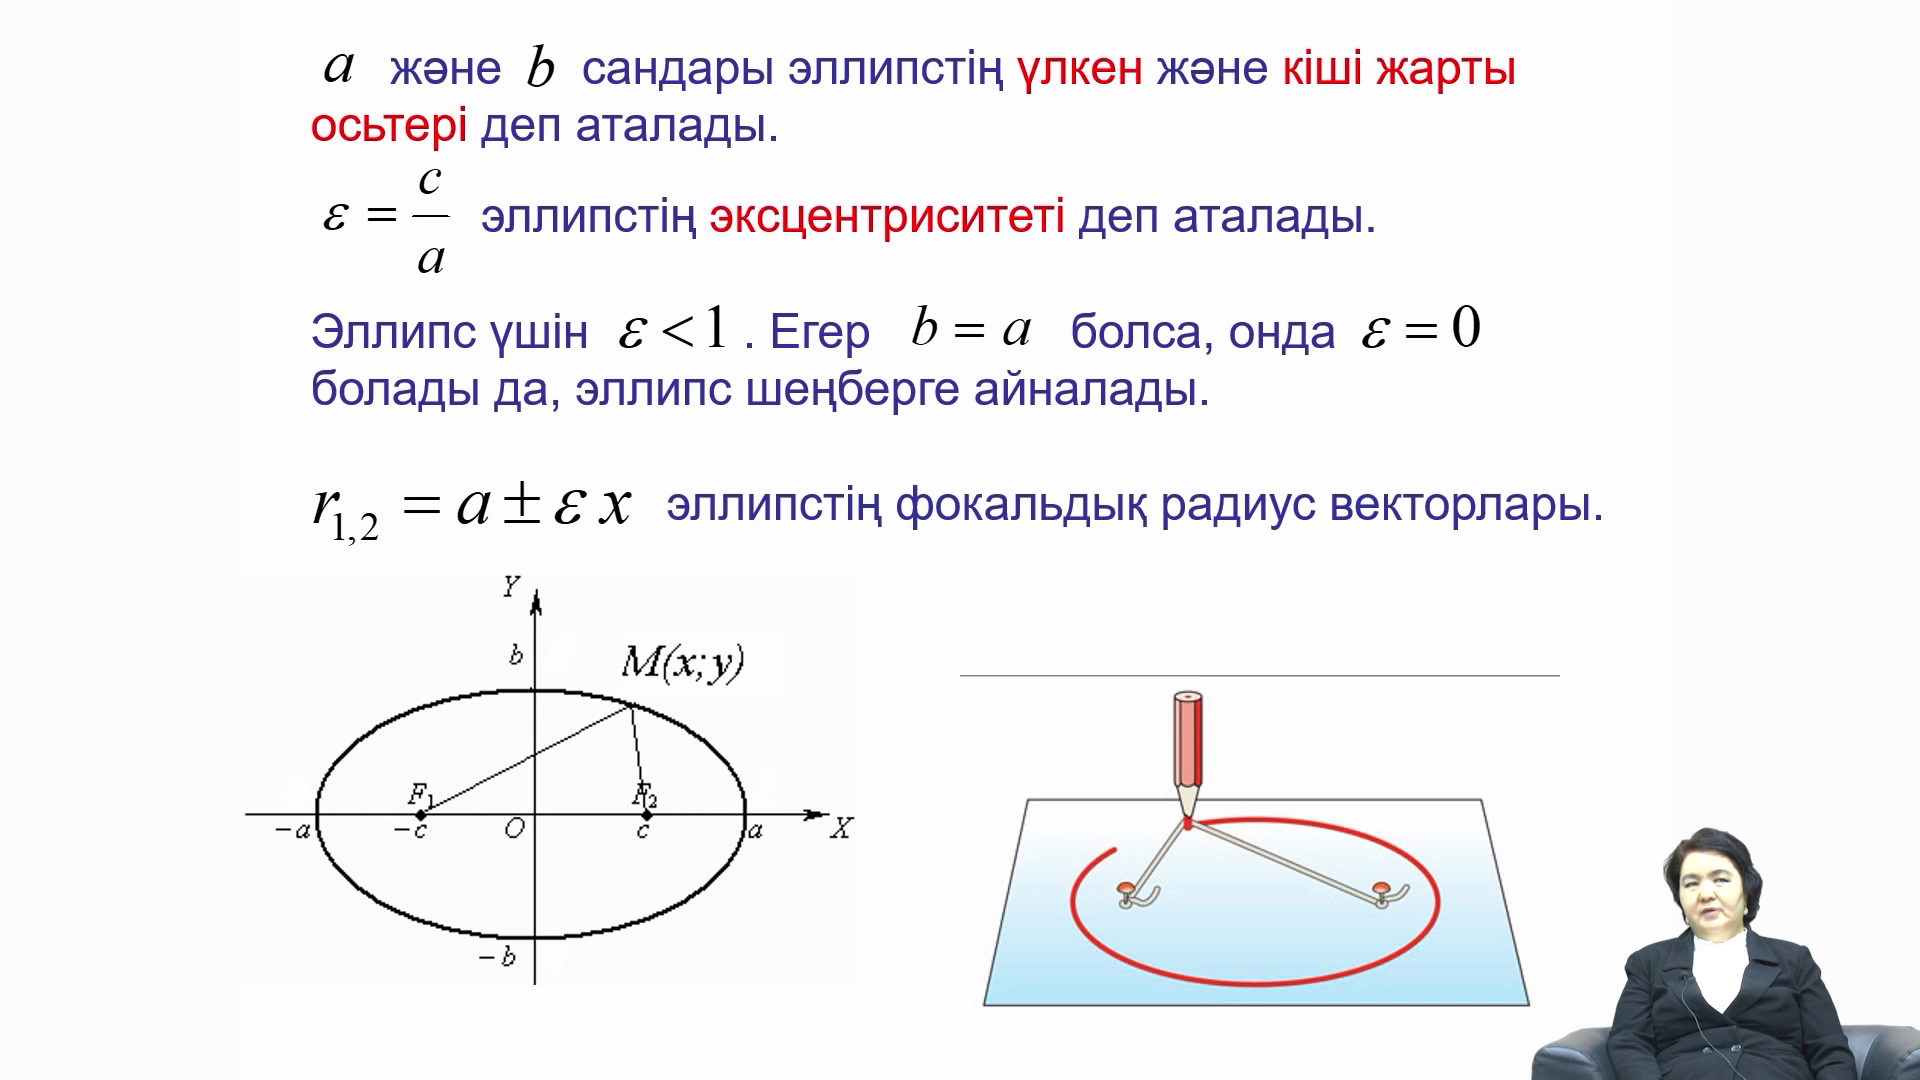 a және b сандары эллипстің үлкен және кіші жарты
осьтері деп аталады.
ε = c/a эллипстің эксцентриситеті деп аталады.
Эллипс үшін ε < 1 . Егер b = a болса, онда ε = 0
болады да, эллипс шеңберге айналады.
r1,2 = a ± ε x эллипстің фокальдық радиус векторлары.
Y
b
M(x; y)
F1
F2
−a
−c
O
c
a
X
−b